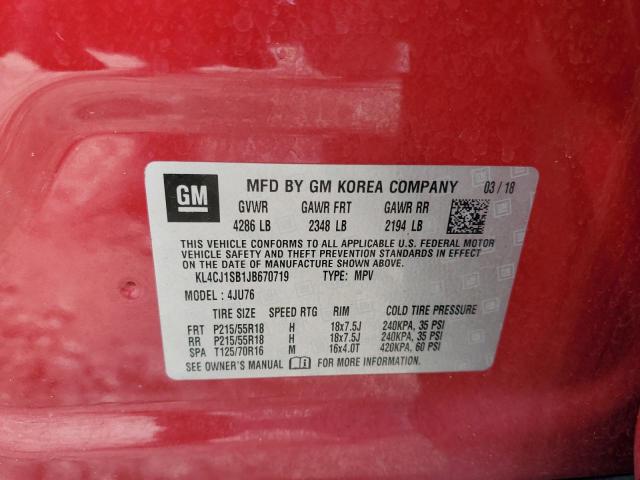 GM MFD BY GM KOREA COMPANY 03/18
GVWR GAWR FRT GAWR RR
4286 LB 2348 LB 2194 LB
THIS VEHICLE CONFORMS TO ALL APPLICABLE U.S. FEDERAL MOTOR
VEHICLE SAFETY AND THEFT PREVENTION STANDARDS IN EFFECT ON
THE DATE OF MANUFACTURE SHOWN ABOVE.
KL4CJ1SB1JB670719 TYPE: MPV
MODEL: 4JU76
TIRE SIZE SPEED RTG RIM COLD TIRE PRESSURE
FRT P215/55R18 H 18x7.5J 240KPA, 35 PSI
RR P215/55R18 H 18x7.5J 240KPA, 35 PSI
SPA T125/70R16 M 16x4.0T 420KPA, 60 PSI
SEE OWNER'S MANUAL FOR MORE INFORMATION.